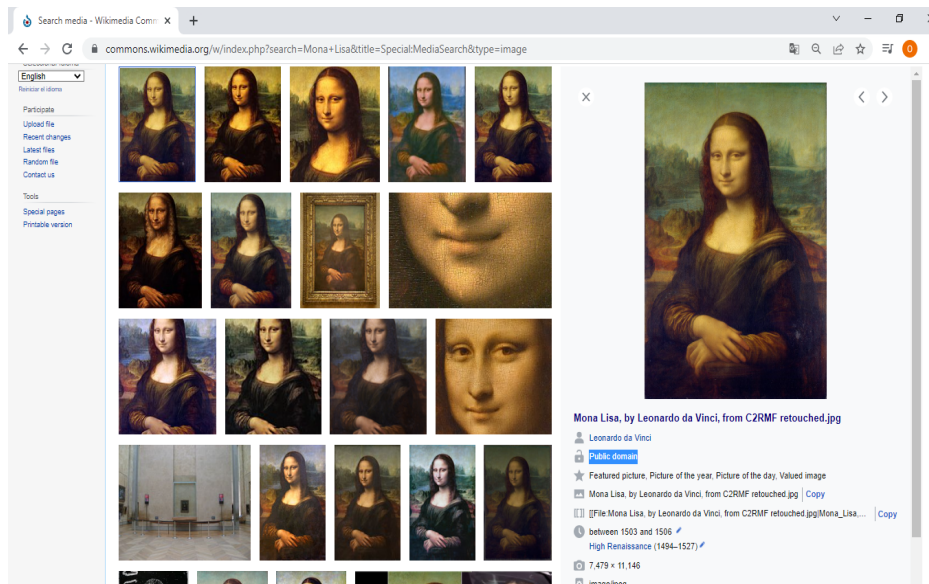 Search media - Wikimedia Comm
commons.wikimedia.org/w/index.php?search=Mona+Lisa&title=Special:MediaSearch&type=image
0
English
Reiniciar el idioma
Participate
Upload file
Recent changes
Latest files
Random file
Contact us
Tools
Special pages
Printable version
Mona Lisa, by Leonardo da Vinci, from C2RMF retouched.jpg
Leonardo da Vinci
Public domain
Featured picture, Picture of the year, Picture of the day, Valued image
Mona Lisa, by Leonardo da Vinci, from C2RMF retouched.jpg Copy
[[File:Mona Lisa, by Leonardo da Vinci, from C2RMF retouched.jpg|Mona_Lisa,... Copy
between 1503 and 1506
High Renaissance (1494–1527)
7,479 × 11,146
image/jpeg